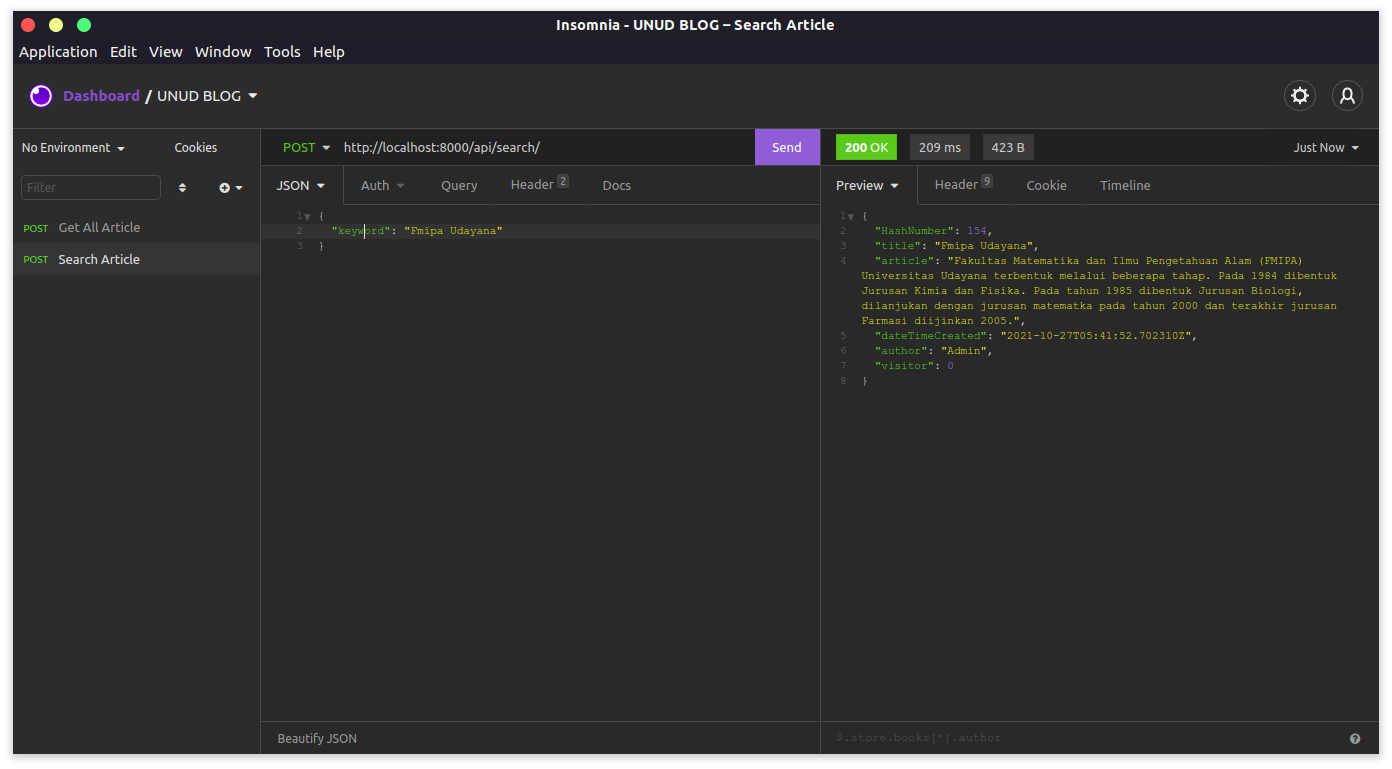 Insomnia - UNUD BLOG – Search Article
Application Edit View Window Tools Help
Dashboard / UNUD BLOG
No Environment Cookies
Filter
POST Get All Article
POST Search Article
POST http://localhost:8000/api/search/ Send
JSON Auth Query Header 2 Docs
1 {
2 "keyword": "Fmipa Udayana"
3 }
Beautify JSON
200 OK 209 ms 423 B Just Now
Preview Header 9 Cookie Timeline
1 {
2 "HashNumber": 154,
3 "title": "Fmipa Udayana",
4 "article": "Fakultas Matematika dan Ilmu Pengetahuan Alam (FMIPA)
Universitas Udayana terbentuk melalui beberapa tahap. Pada 1984 dibentuk
Jurusan Kimia dan Fisika. Pada tahun 1985 dibentuk Jurusan Biologi,
dilanjukan dengan jurusan matematka pada tahun 2000 dan terakhir jurusan
Farmasi diijinkan 2005.",
5 "dateTimeCreated": "2021-10-27T05:41:52.702310Z",
6 "author": "Admin",
7 "visitor": 0
8 }
$.store.books[*].author